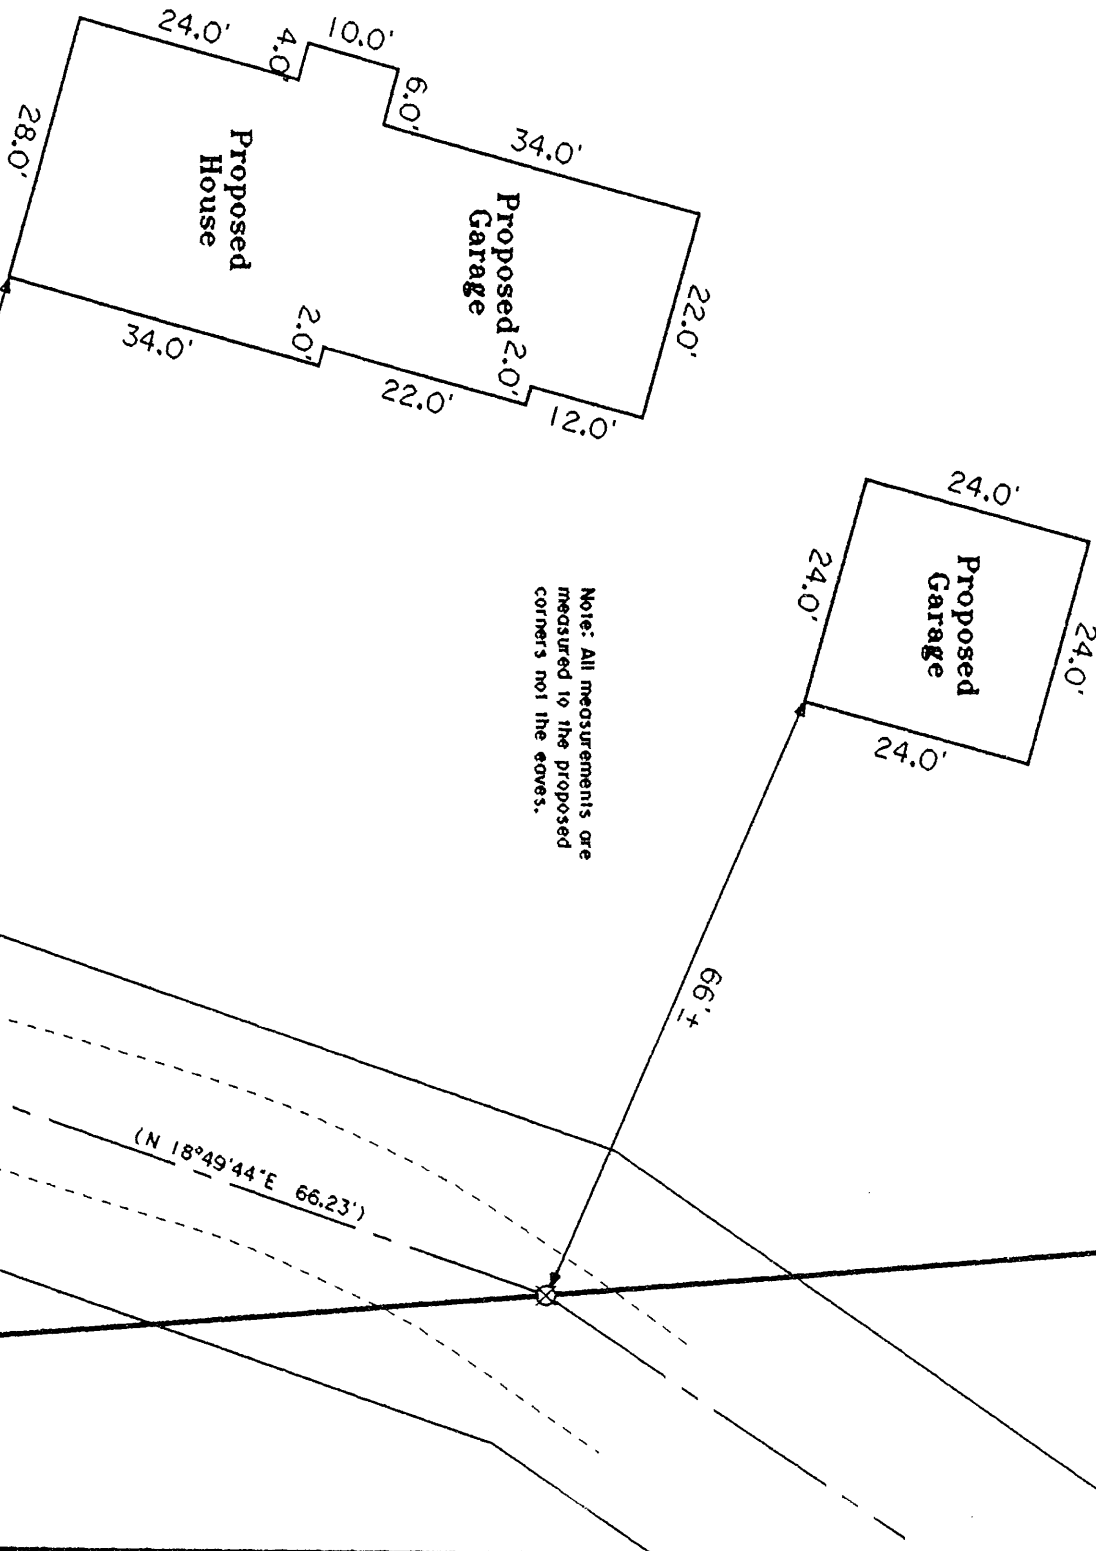 24.0'
4.0'
10.0'
6.0'
34.0'
28.0'
Proposed
House
Proposed
Garage
22.0'
34.0'
2.0'
22.0'
2.0'
12.0'
24.0'
24.0'
Proposed
Garage
24.0'
24.0'
Note: All measurements are
measured to the proposed
corners not the eaves.
66'±
(N 18°49'44"E 66.23')